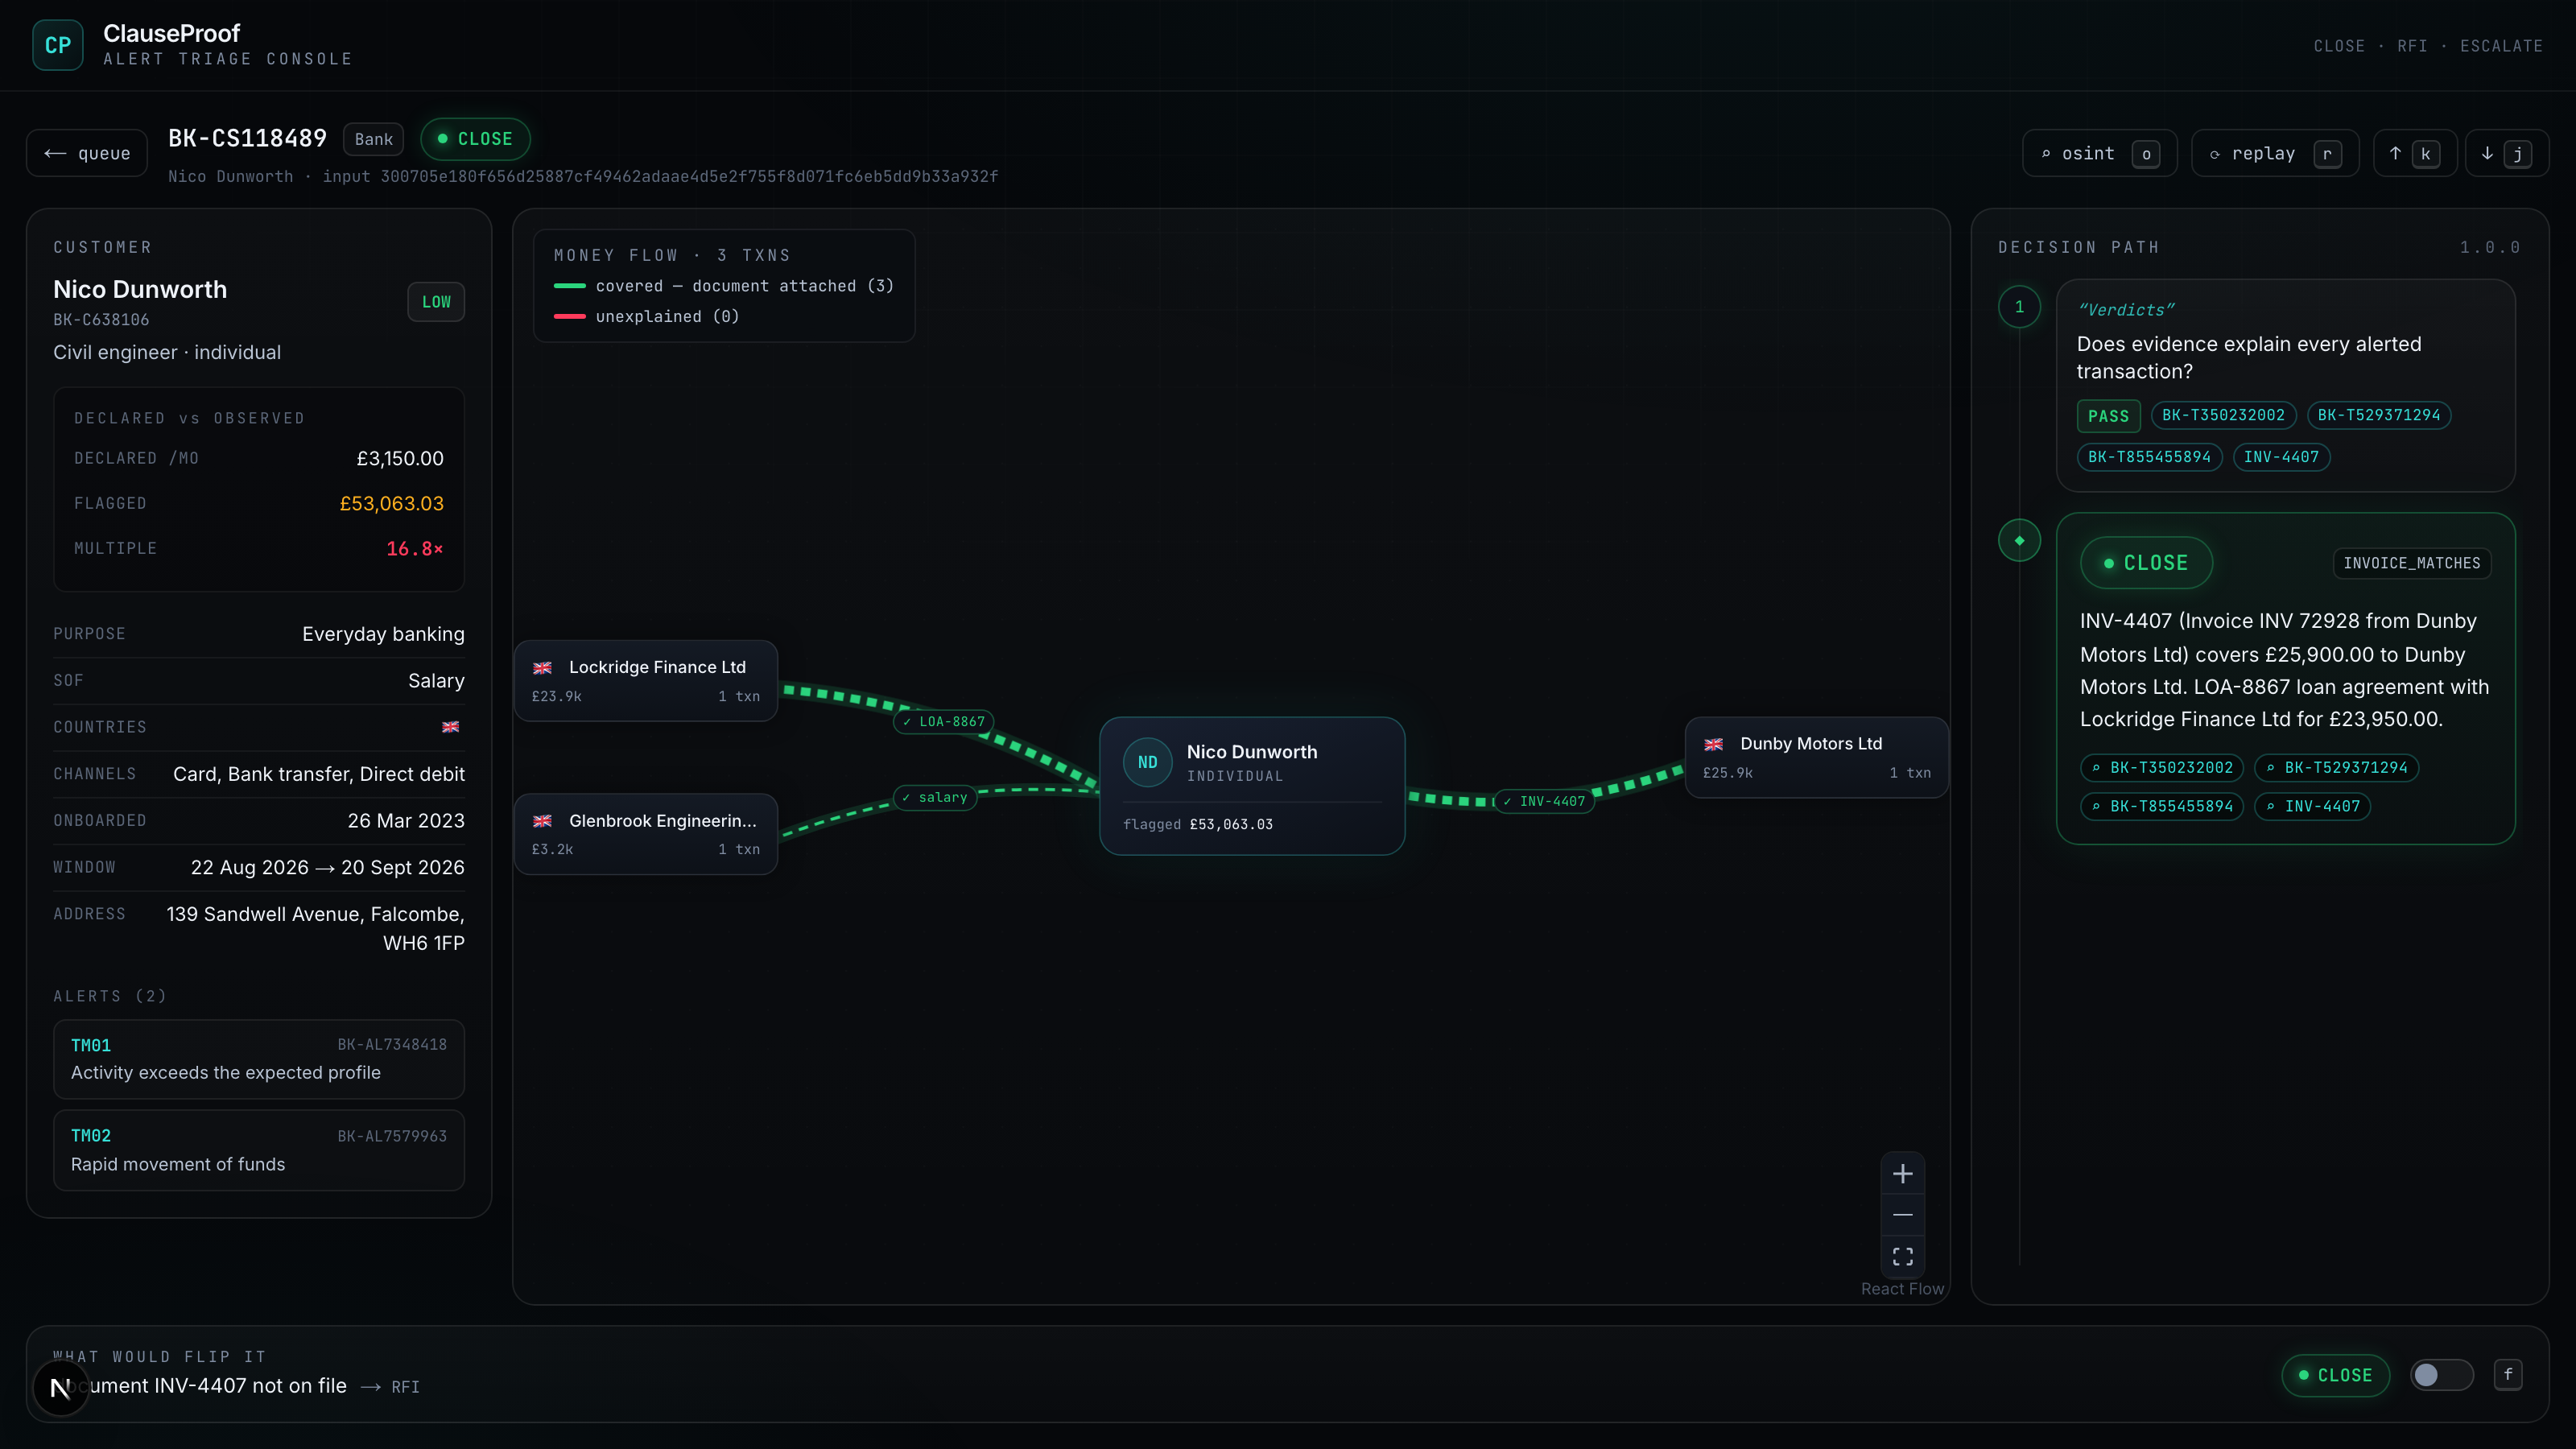 CP
ClauseProof
ALERT TRIAGE CONSOLE
CLOSE · RFI · ESCALATE
← queue
BK-CS118489 Bank CLOSE
Nico Dunworth · input 300705e180f656d25887cf49462adaae4d5e2f755f8d071fc6eb5dd9b33a932f
osint o
replay r
↑ k
↓ j
CUSTOMER
Nico Dunworth
LOW
BK-C638106
Civil engineer · individual
DECLARED vs OBSERVED
DECLARED /MO £3,150.00
FLAGGED £53,063.03
MULTIPLE 16.8×
PURPOSE Everyday banking
SOF Salary
COUNTRIES
CHANNELS Card, Bank transfer, Direct debit
ONBOARDED 26 Mar 2023
WINDOW 22 Aug 2026 → 20 Sept 2026
ADDRESS 139 Sandwell Avenue, Falcombe,
WH6 1FP
ALERTS (2)
TM01 BK-AL7348418
Activity exceeds the expected profile
TM02 BK-AL7579963
Rapid movement of funds
MONEY FLOW · 3 TXNS
covered — document attached (3)
unexplained (0)
Lockridge Finance Ltd
£23.9k 1 txn
✓ LOA-8867
Glenbrook Engineerin...
£3.2k 1 txn
✓ salary
ND
Nico Dunworth
INDIVIDUAL
flagged £53,063.03
✓ INV-4407
Dunby Motors Ltd
£25.9k 1 txn
React Flow
DECISION PATH 1.0.0
1
“Verdicts”
Does evidence explain every alerted
transaction?
PASS BK-T350232002 BK-T529371294
BK-T855455894 INV-4407
CLOSE INVOICE_MATCHES
INV-4407 (Invoice INV 72928 from Dunby
Motors Ltd) covers £25,900.00 to Dunby
Motors Ltd. LOA-8867 loan agreement with
Lockridge Finance Ltd for £23,950.00.
BK-T350232002 BK-T529371294
BK-T855455894 INV-4407
WHAT WOULD FLIP IT
N
ocument INV-4407 not on file → RFI
CLOSE f